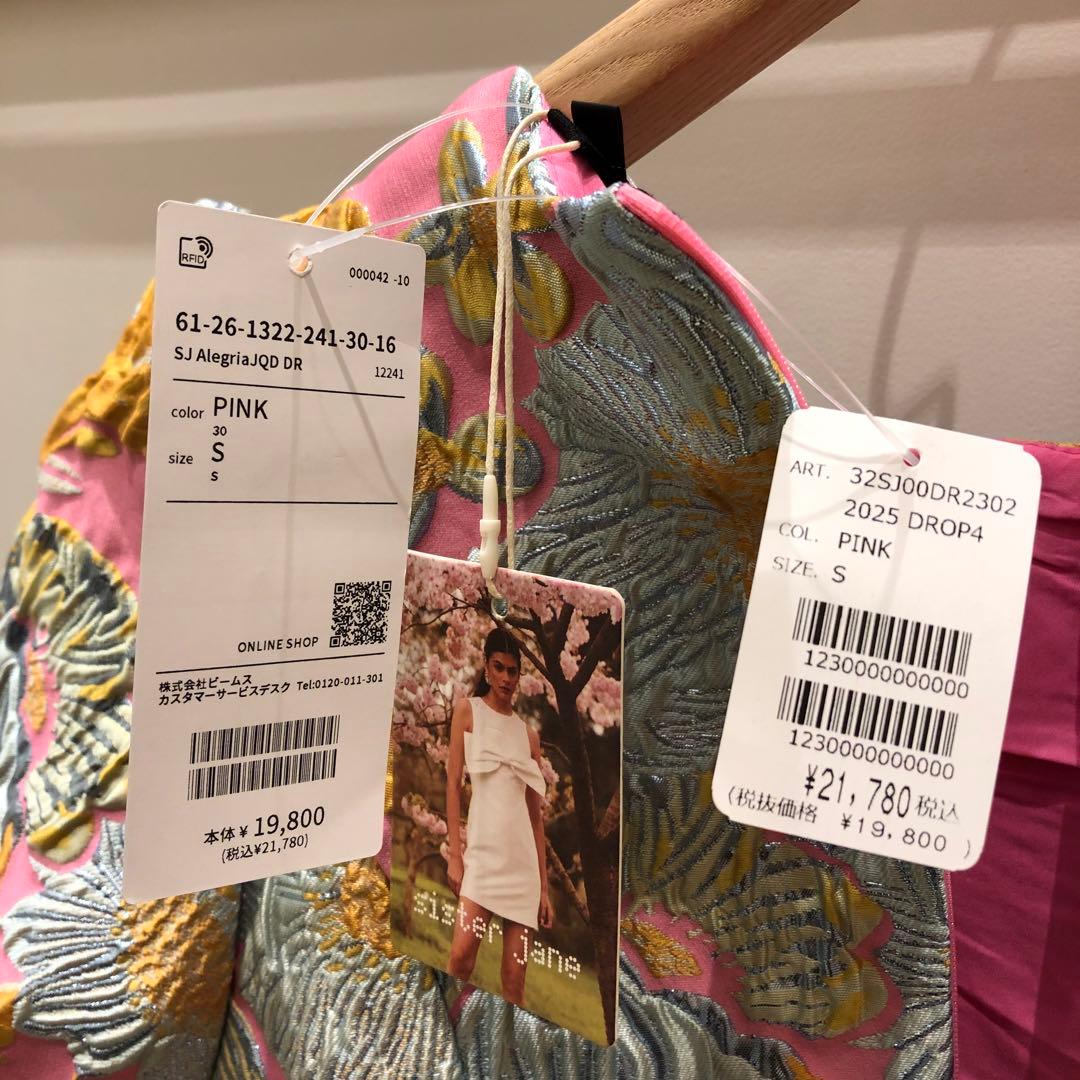 RFID
000042 -10
61-26-1322-241-30-16
SJ AlegriaJQD DR
12241
color PINK
30
size S
S
ONLINE SHOP
株式会社ビームス
カスタマーサービスデスク Tel:0120-011-301
本体¥19,800
(税込¥21,780)
sister jane
ART. 32SJ00DR2302
2025 DROP4
COL. PINK
SIZE. S
1230000000000
1230000000000
¥21,780税込
(税抜価格 ¥19,800 )